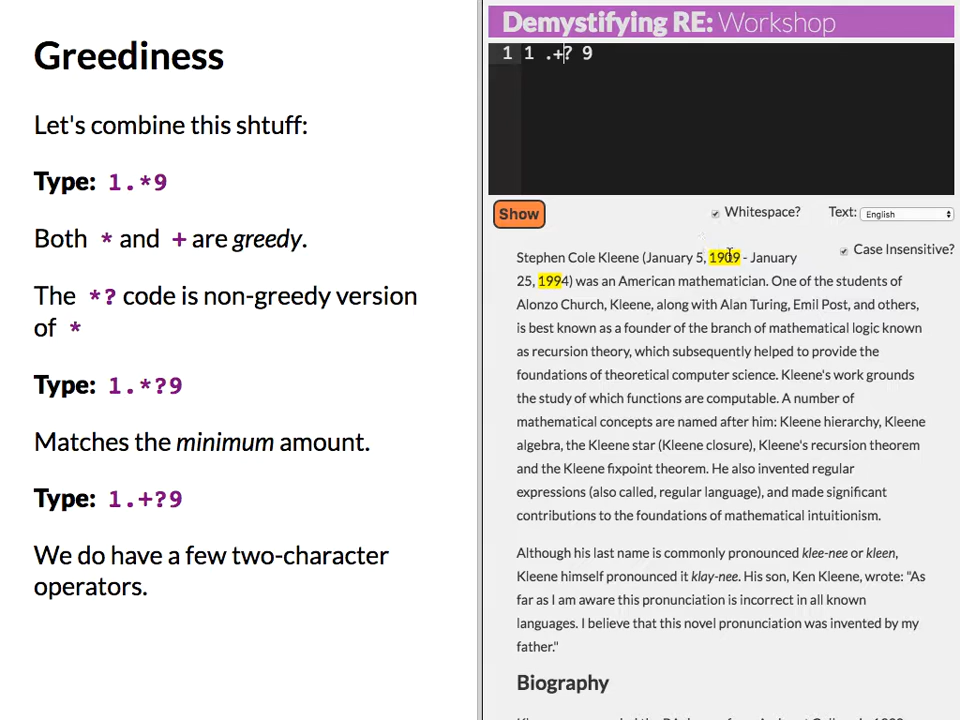 Greediness
Let's combine this shtuff:
Type: 1.*9
Both * and + are greedy.
The *? code is non-greedy version
of *
Type: 1.*?9
Matches the minimum amount.
Type: 1.+?9
We do have a few two-character
operators.
Demystifying RE: Workshop
1 1 .+? 9
Show
Whitespace?
Text: English
Case Insensitive?
Stephen Cole Kleene (January 5, 1909 - January
25, 1994) was an American mathematician. One of the students of
Alonzo Church, Kleene, along with Alan Turing, Emil Post, and others,
is best known as a founder of the branch of mathematical logic known
as recursion theory, which subsequently helped to provide the
foundations of theoretical computer science. Kleene's work grounds
the study of which functions are computable. A number of
mathematical concepts are named after him: Kleene hierarchy, Kleene
algebra, the Kleene star (Kleene closure), Kleene's recursion theorem
and the Kleene fixpoint theorem. He also invented regular
expressions (also called, regular language), and made significant
contributions to the foundations of mathematical intuitionism.
Although his last name is commonly pronounced klee-nee or kleen,
Kleene himself pronounced it klay-nee. His son, Ken Kleene, wrote: "As
far as I am aware this pronunciation is incorrect in all known
languages. I believe that this novel pronunciation was invented by my
father."
Biography